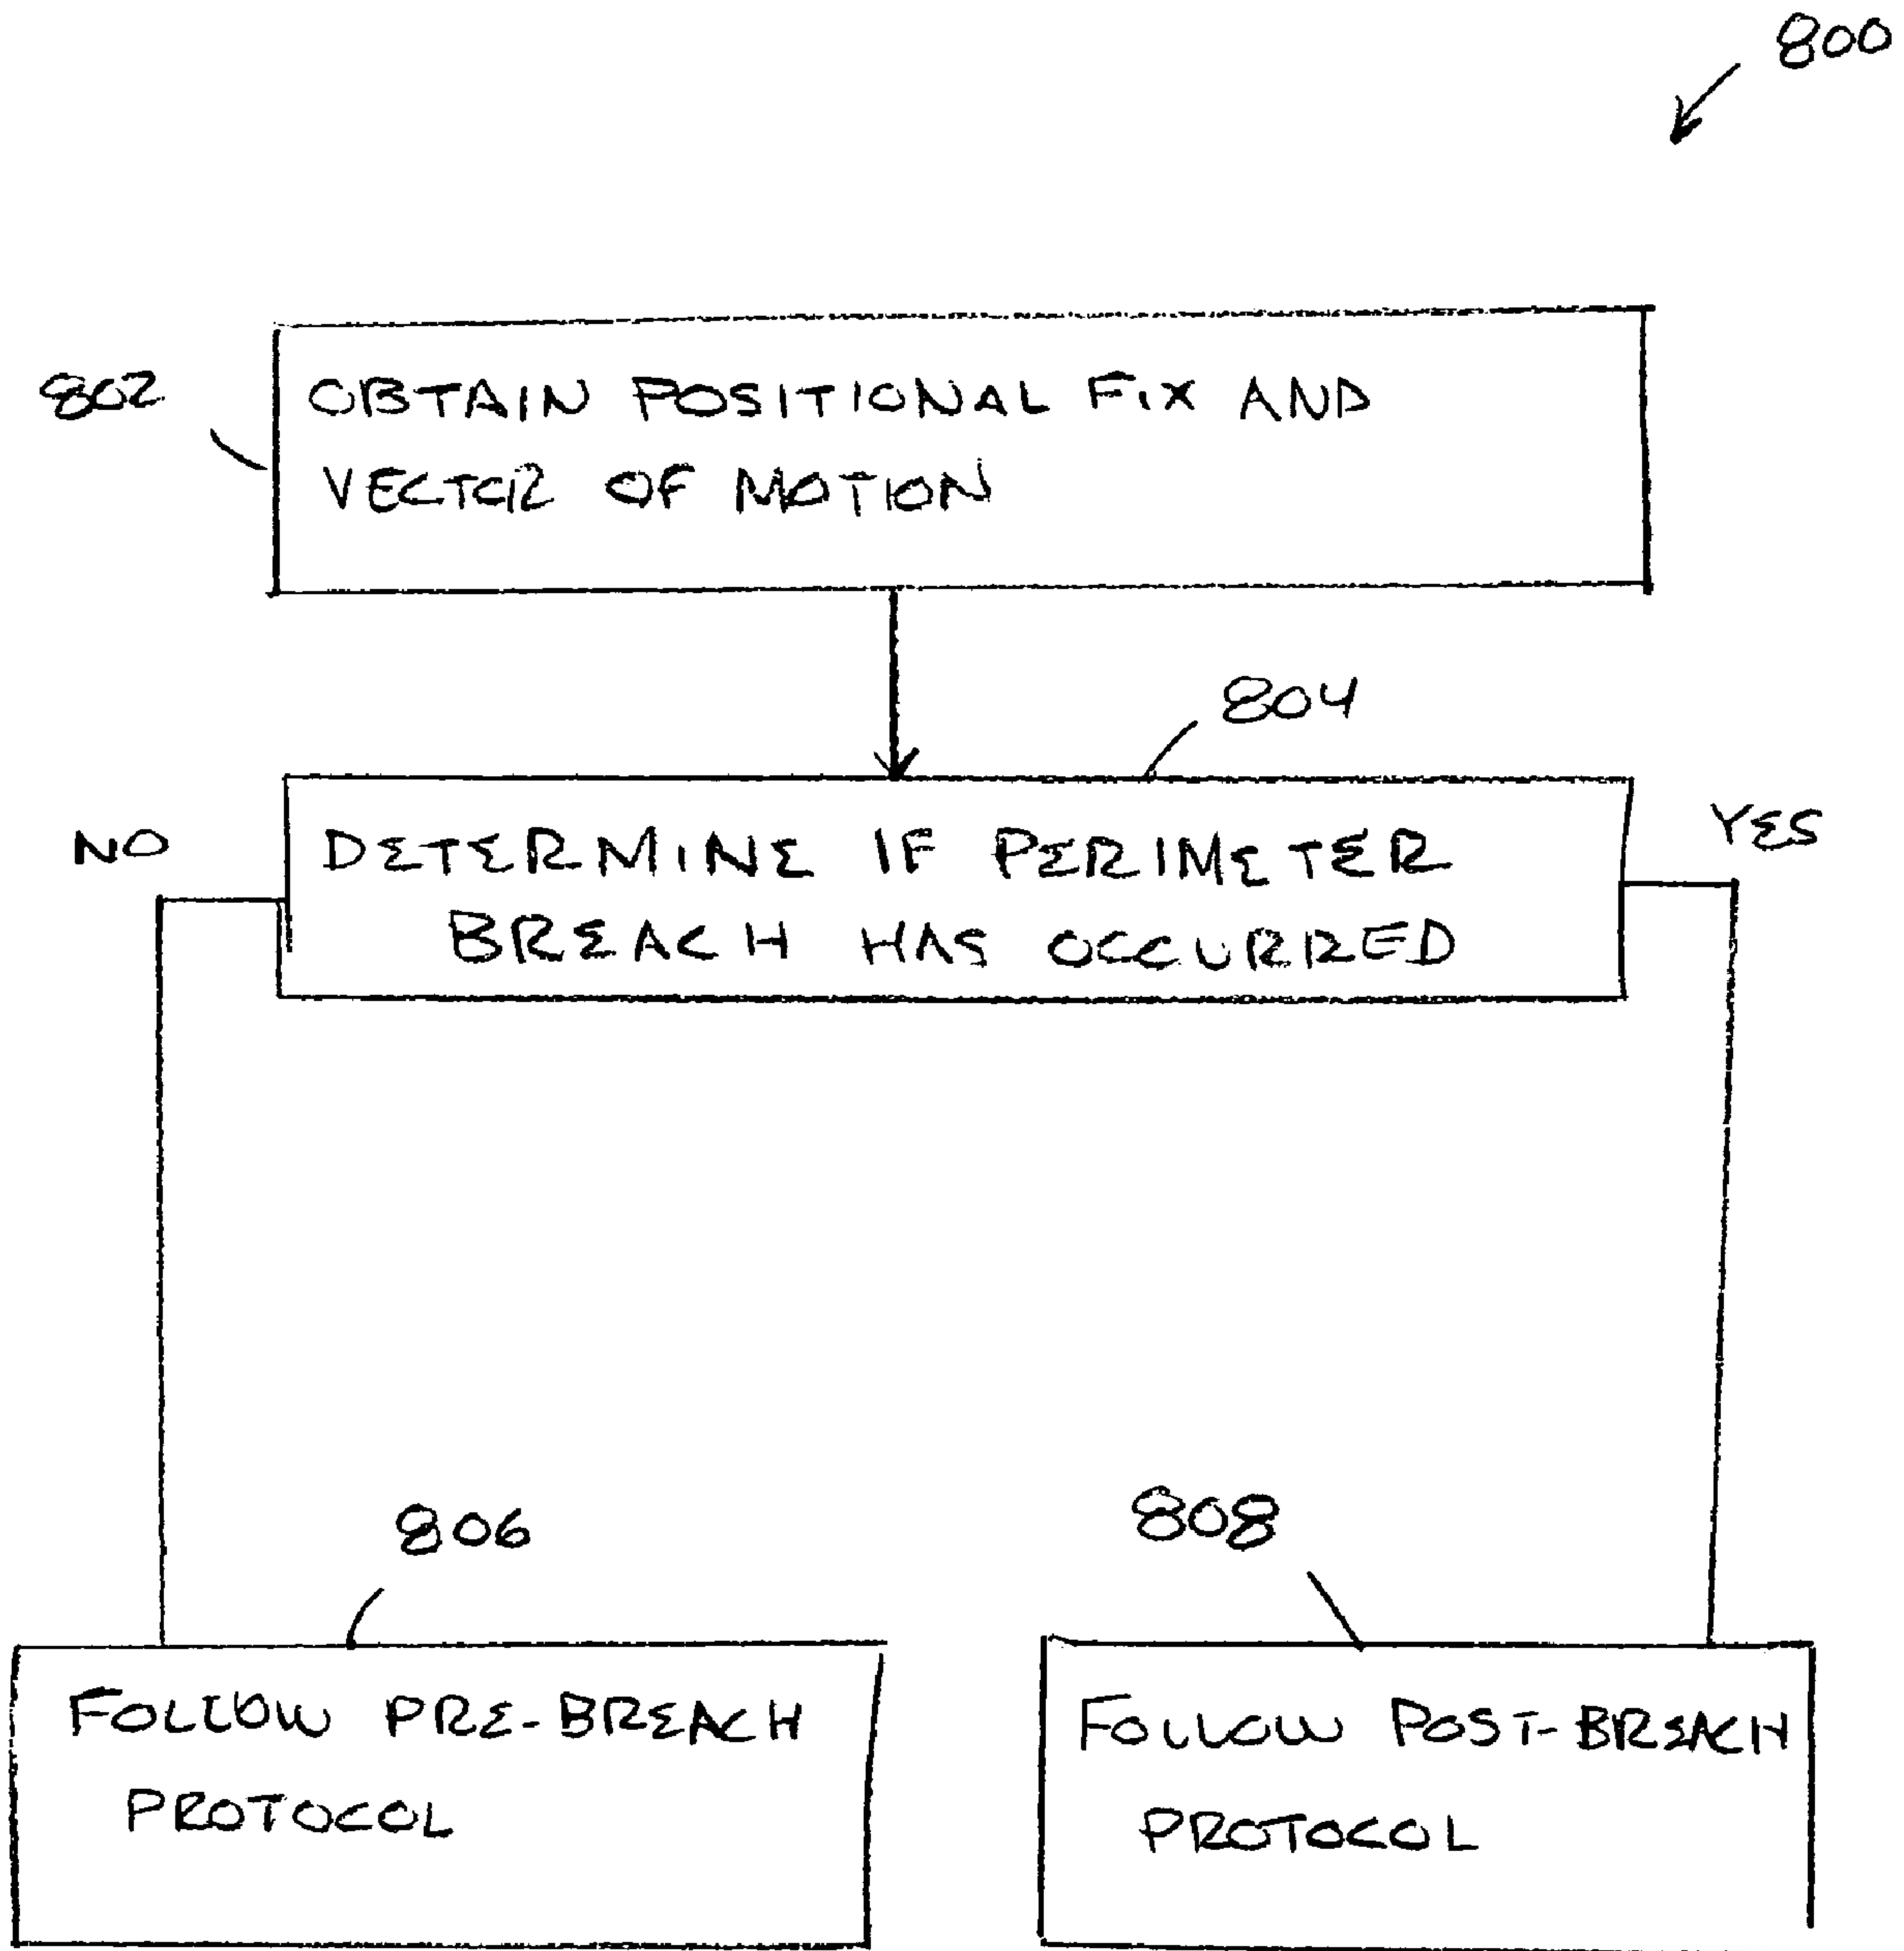 800
802
OBTAIN POSITIONAL FIX AND
VECTOR OF MOTION
804
NO
DETERMINE IF PERIMETER
BREACH HAS OCCURRED
YES
806
808
FOLLOW PRE-BREACH
PROTOCOL
FOLLOW POST-BREACH
PROTOCOL